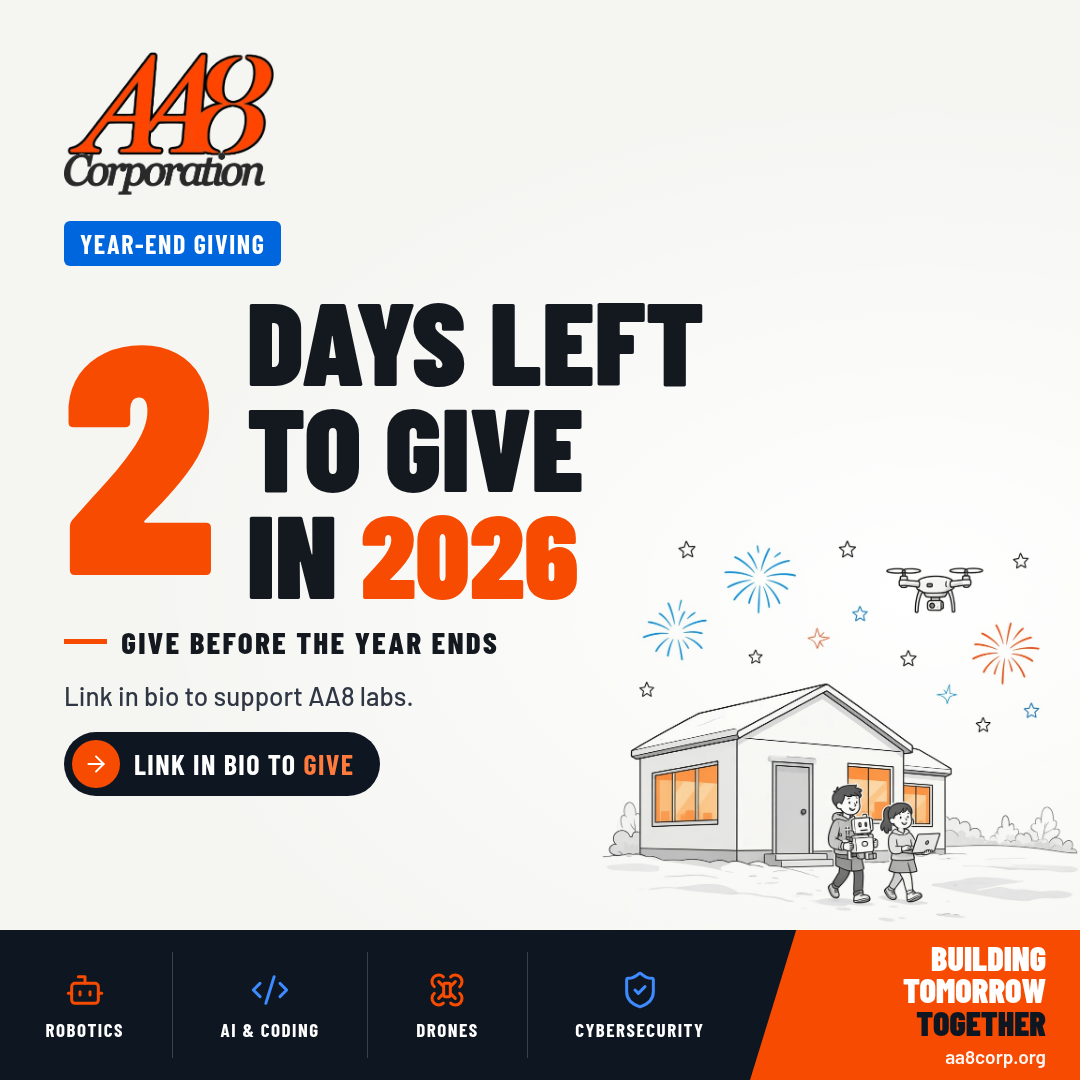 AA8
Corporation
YEAR-END GIVING
2
DAYS LEFT
TO GIVE
IN 2026
GIVE BEFORE THE YEAR ENDS
Link in bio to support AA8 labs.
LINK IN BIO TO GIVE
ROBOTICS
AI & CODING
DRONES
CYBERSECURITY
BUILDING
TOMORROW
TOGETHER
aa8corp.org